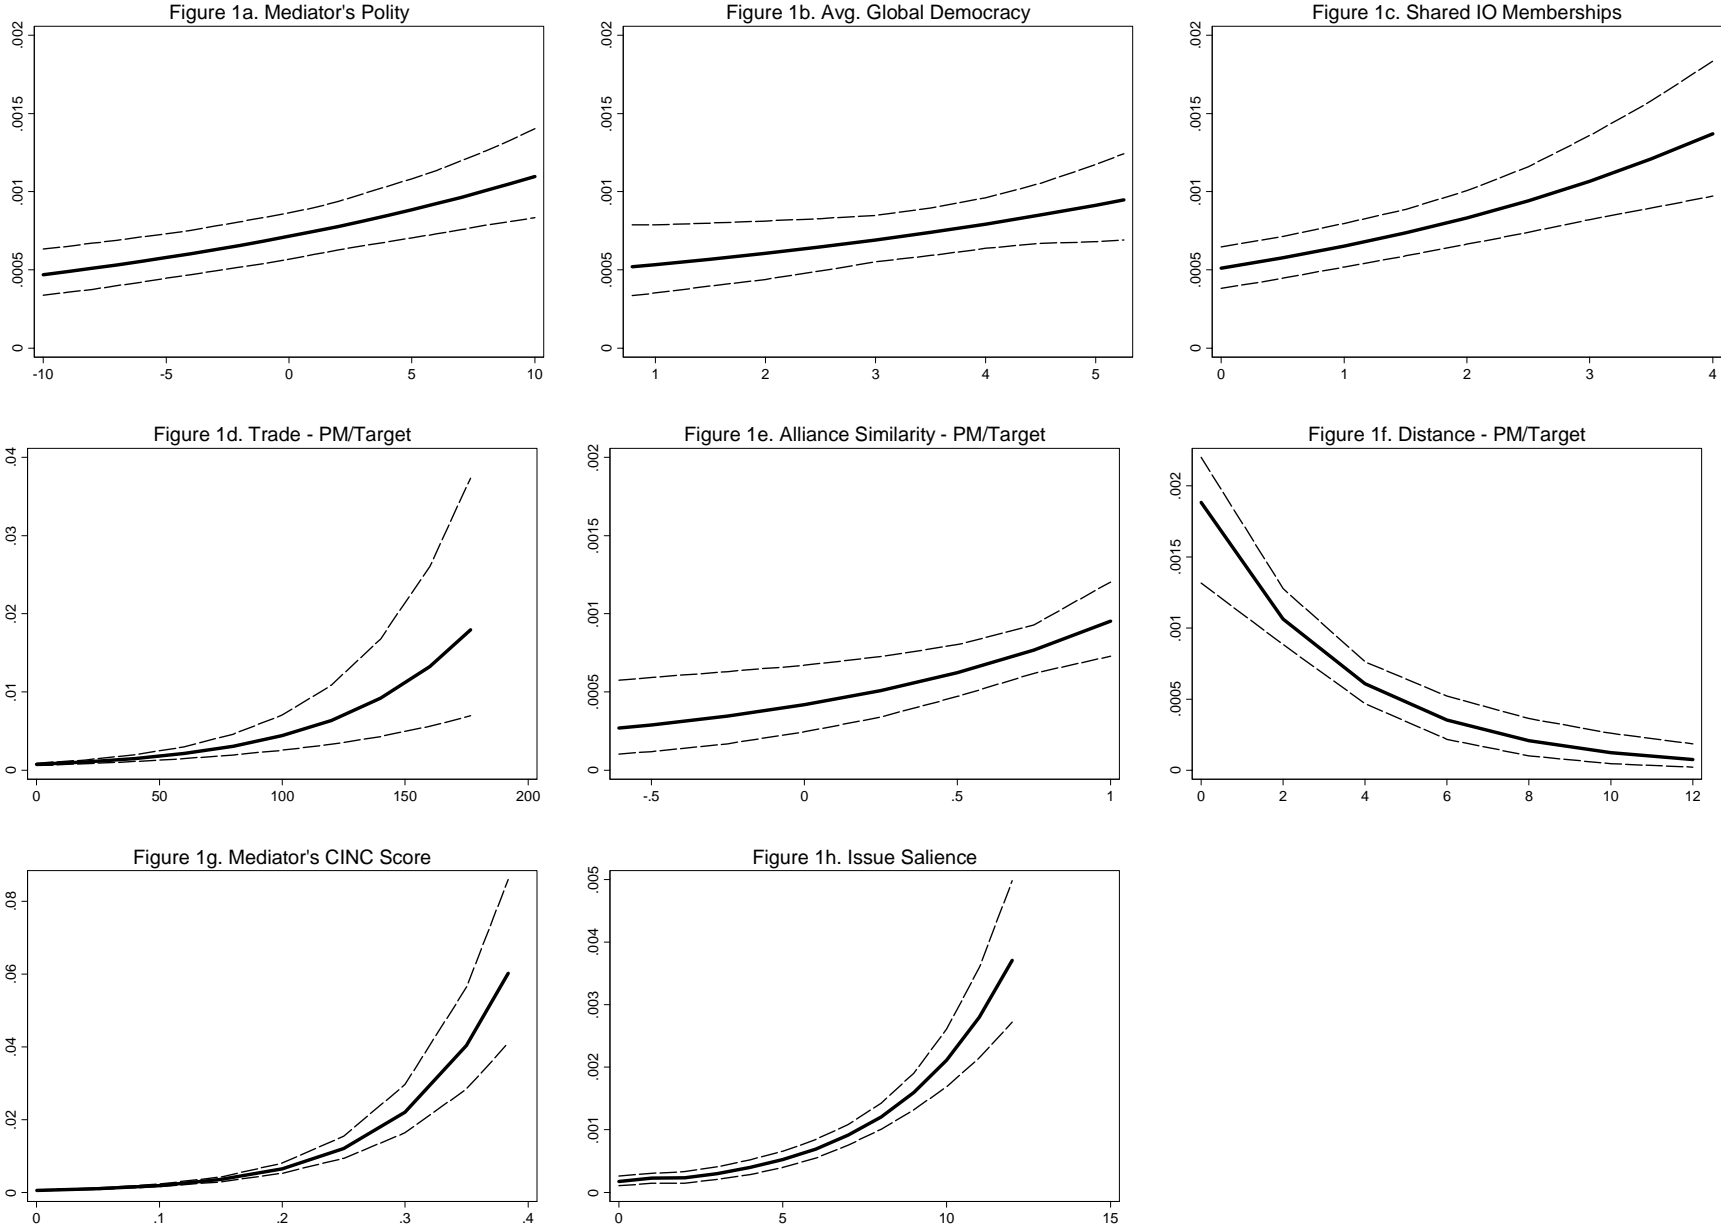 Figure 1a. Mediator's Polity
.002
.0015
.001
.0005
0
-10 -5 0 5 10
Figure 1b. Avg. Global Democracy
.002
.0015
.001
.0005
0
1 2 3 4 5
Figure 1c. Shared IO Memberships
.002
.0015
.001
.0005
0
0 1 2 3 4
Figure 1d. Trade - PM/Target
.04
.03
.02
.01
0
0 50 100 150 200
Figure 1e. Alliance Similarity - PM/Target
.002
.0015
.001
.0005
0
-.5 0 .5 1
Figure 1f. Distance - PM/Target
.002
.0015
.001
.0005
0
0 2 4 6 8 10 12
Figure 1g. Mediator's CINC Score
.08
.06
.04
.02
0
0 .1 .2 .3 .4
Figure 1h. Issue Salience
.005
.004
.003
.002
.001
0
0 5 10 15